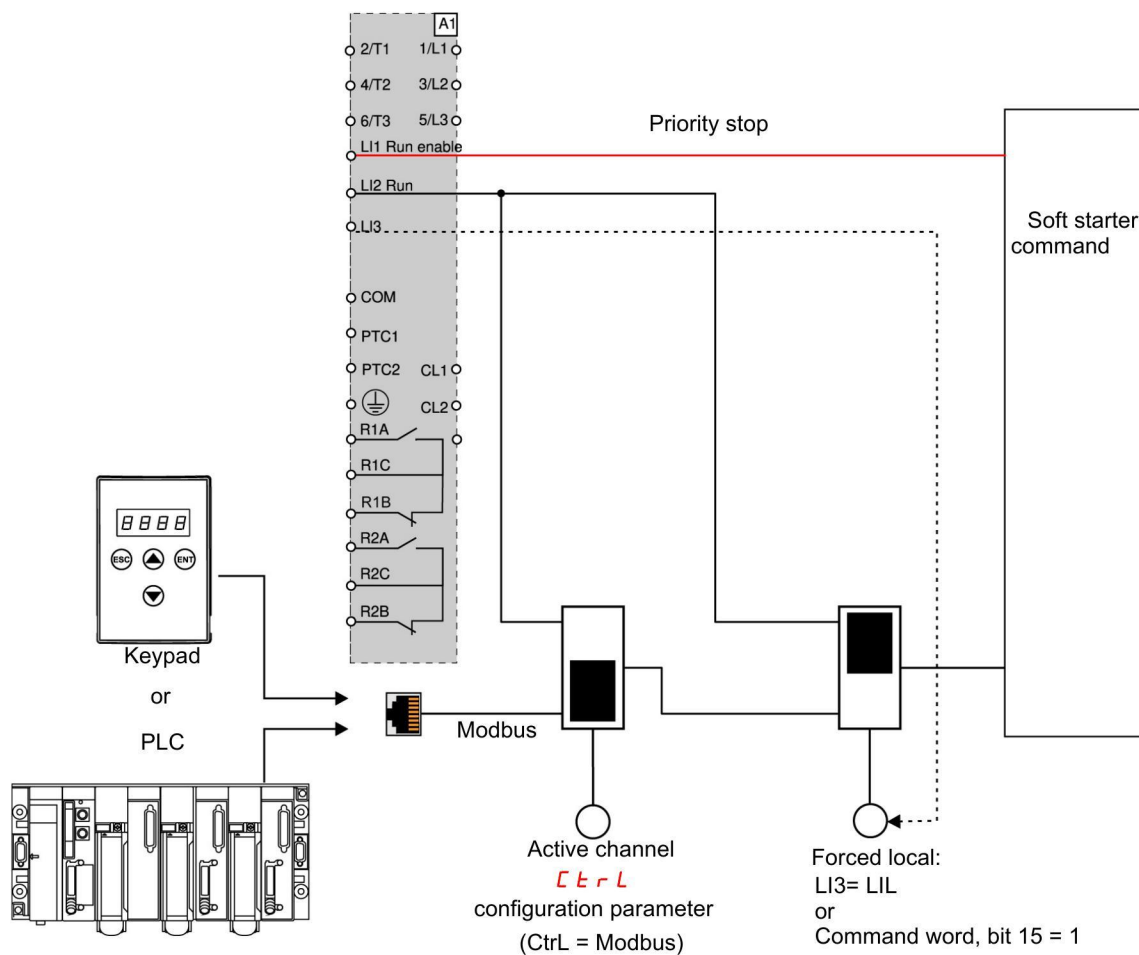 A1
2/T1 1/L1
4/T2 3/L2
6/T3 5/L3
LI1 Run enable
Priority stop
LI2 Run
LI3
Soft starter
command
COM
PTC1
PTC2 CL1
CL2
R1A
R1C
R1B
R2A
R2C
R2B
8888
ESC ENT
Keypad
or
PLC
Modbus
Active channel
CtrL
configuration parameter
(CtrL = Modbus)
Forced local:
LI3= LIL
or
Command word, bit 15 = 1